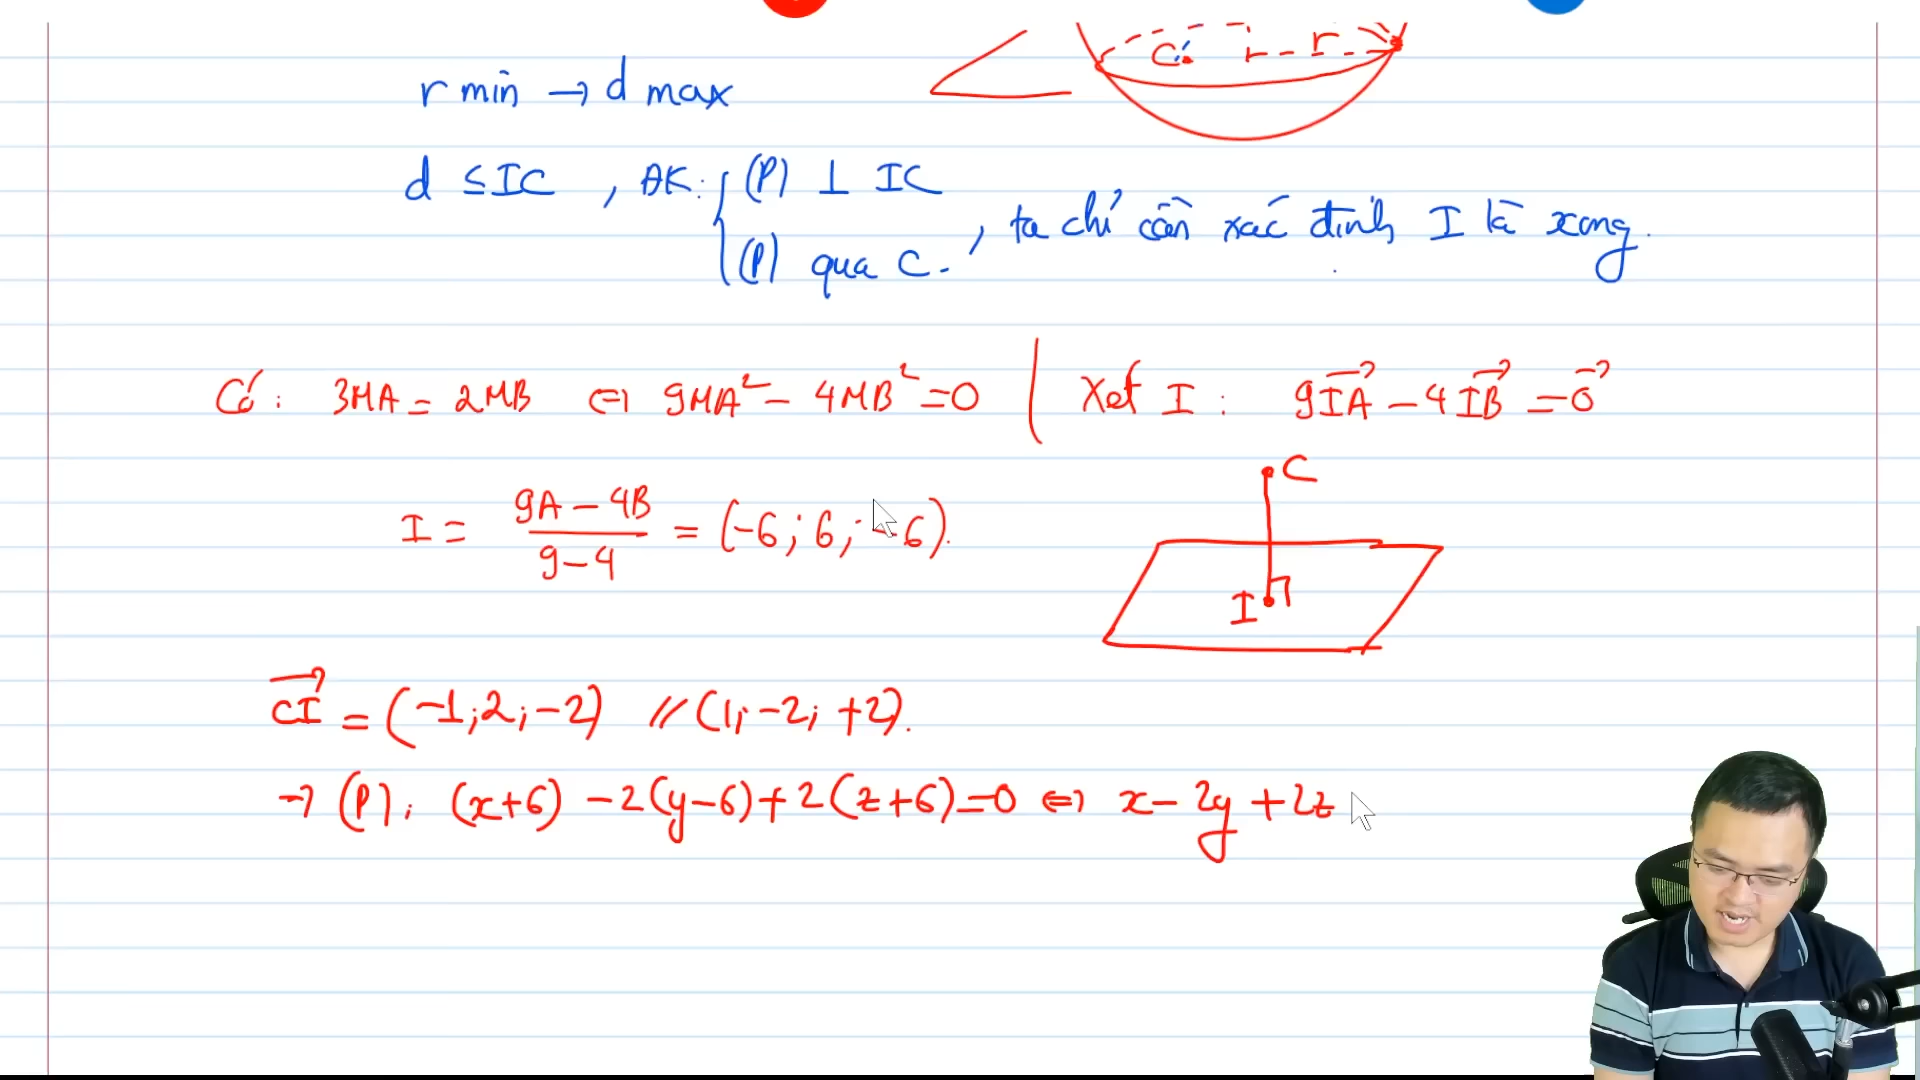 C r
r min → d max
d ≤ IC , ĐK: { (P) ⊥ IC
(P) qua C. , ta chỉ cần xác định I là xong.
Có: 3MA = 2MB ⇔ 9MA² − 4MB² = 0 | Xét I : 9IA⃗ − 4IB⃗ = 0⃗
I = (9A − 4B)/(9 − 4) = (−6; 6; −6).
C
I
CI⃗ = (−1; 2; −2) // (1; −2; +2).
→ (P): (x+6) − 2(y−6) + 2(z+6) = 0 ⇔ x − 2y + 2z